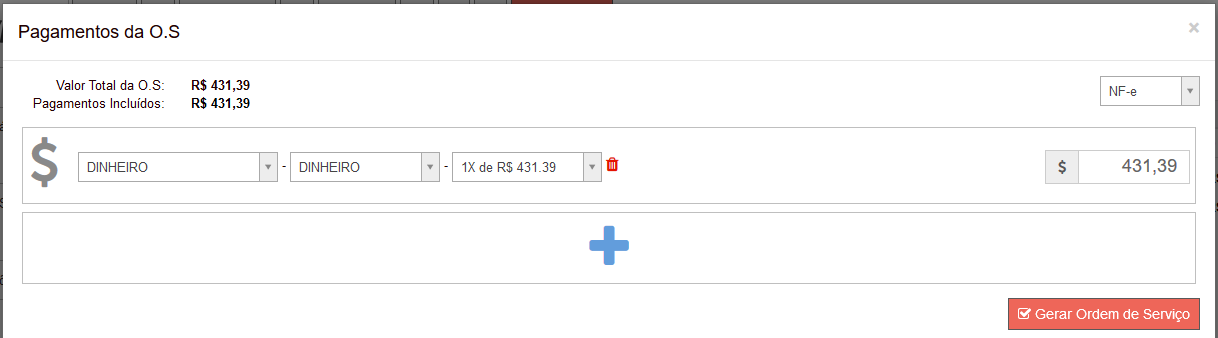 Pagamentos da O.S
×
Valor Total da O.S: R$ 431,39
Pagamentos Incluídos: R$ 431,39
NF-e
$ DINHEIRO - DINHEIRO - 1X de R$ 431.39 $ 431,39
Gerar Ordem de Serviço